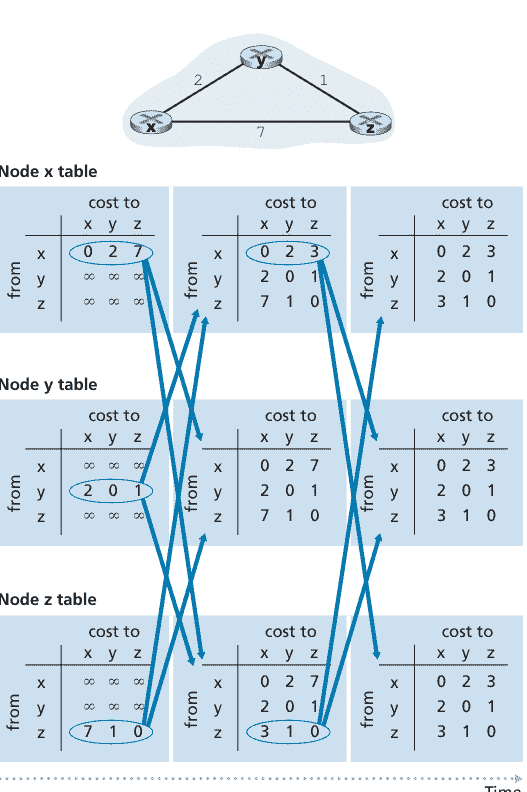 y
2 1
x 7 z
Node x table
cost to cost to cost to
x y z x y z x y z
x 0 2 7 x 0 2 3 x 0 2 3
from y ∞ ∞ ∞ from y 2 0 1 from y 2 0 1
z ∞ ∞ ∞ z 7 1 0 z 3 1 0
Node y table
cost to cost to cost to
x y z x y z x y z
x ∞ ∞ ∞ x 0 2 7 x 0 2 3
from y 2 0 1 from y 2 0 1 from y 2 0 1
z ∞ ∞ ∞ z 7 1 0 z 3 1 0
Node z table
cost to cost to cost to
x y z x y z x y z
x ∞ ∞ ∞ x 0 2 7 x 0 2 3
from y ∞ ∞ ∞ from y 2 0 1 from y 2 0 1
z 7 1 0 z 3 1 0 z 3 1 0
Time